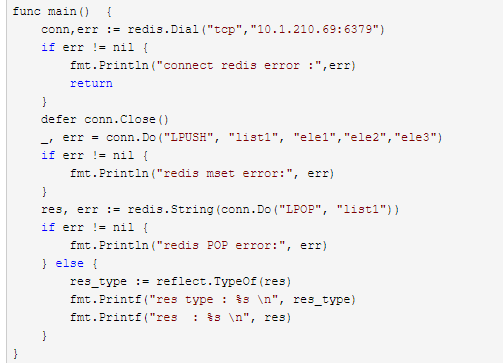 func main()  {
    conn,err := redis.Dial("tcp","10.1.210.69:6379")
    if err != nil {
        fmt.Println("connect redis error :",err)
        return
    }
    defer conn.Close()
    _, err = conn.Do("LPUSH", "list1", "ele1","ele2","ele3")
    if err != nil {
        fmt.Println("redis mset error:", err)
    }
    res, err := redis.String(conn.Do("LPOP", "list1"))
    if err != nil {
        fmt.Println("redis POP error:", err)
    } else {
        res_type := reflect.TypeOf(res)
        fmt.Printf("res type : %s \n", res_type)
        fmt.Printf("res  : %s \n", res)
    }
}